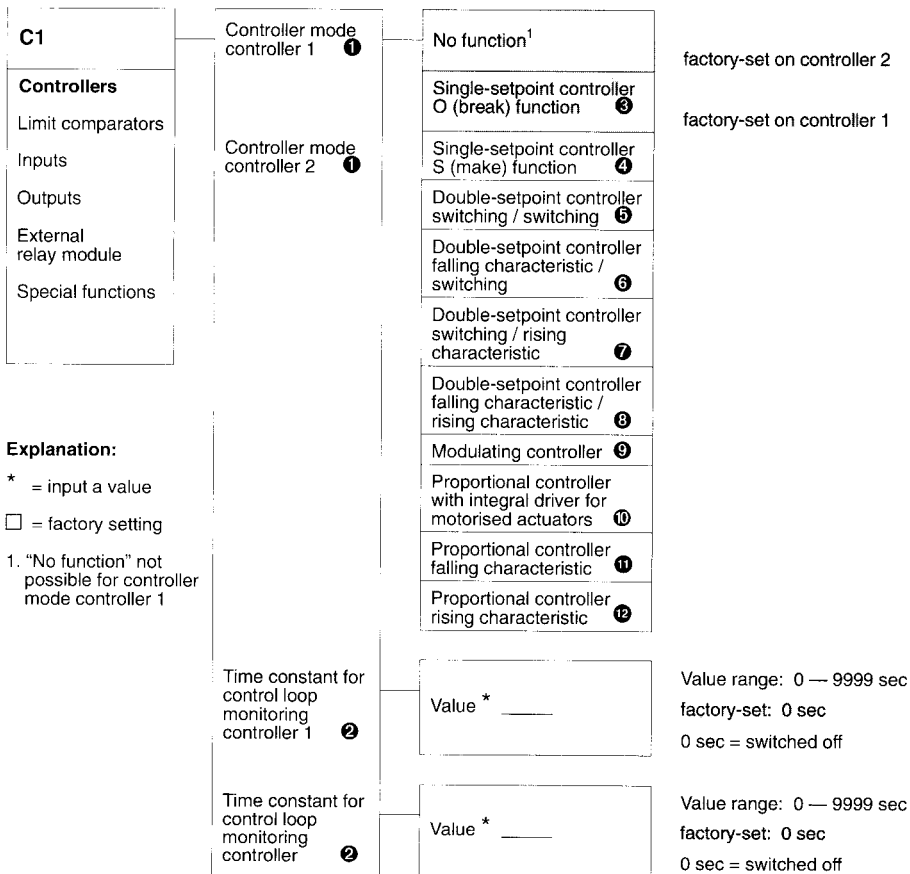 C1
Controllers
Limit comparators
Inputs
Outputs
External
relay module
Special functions
Explanation:
* = input a value
□ = factory setting
1. "No function" not
possible for controller
mode controller 1
Controller mode
controller 1 ❶
Controller mode
controller 2 ❶
Time constant for
control loop
monitoring
controller 1 ❷
Time constant for
control loop
monitoring
controller ❷
No function¹
Single-setpoint controller
O (break) function ❸
Single-setpoint controller
S (make) function ❹
Double-setpoint controller
switching / switching ❺
Double-setpoint controller
falling characteristic /
switching ❻
Double-setpoint controller
switching / rising
characteristic ❼
Double-setpoint controller
falling characteristic /
rising characteristic ❽
Modulating controller ❾
Proportional controller
with integral driver for
motorised actuators ❿
Proportional controller
falling characteristic ⓫
Proportional controller
rising characteristic ⓬
Value * ____
Value * ____
factory-set on controller 2
factory-set on controller 1
Value range: 0 — 9999 sec
factory-set: 0 sec
0 sec = switched off
Value range: 0 — 9999 sec
factory-set: 0 sec
0 sec = switched off